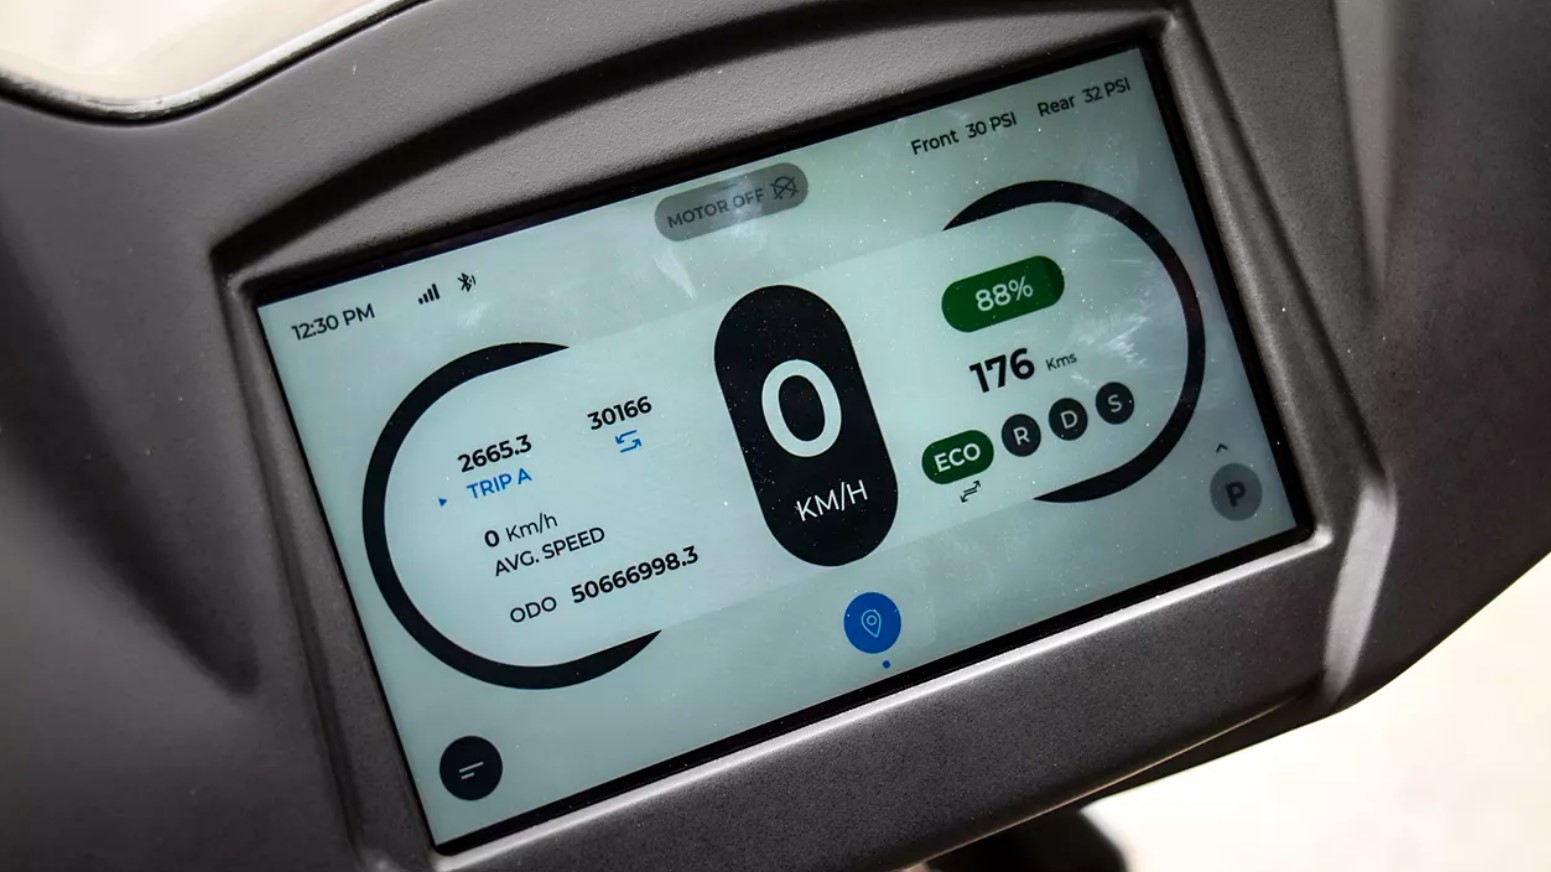 Front 30 PSI Rear 32 PSI
MOTOR OFF
12:30 PM
2665.3
TRIP A
30166
0 Km/h
AVG. SPEED
ODO 50666998.3
0
KM/H
88%
176 Kms
ECO R D S
P